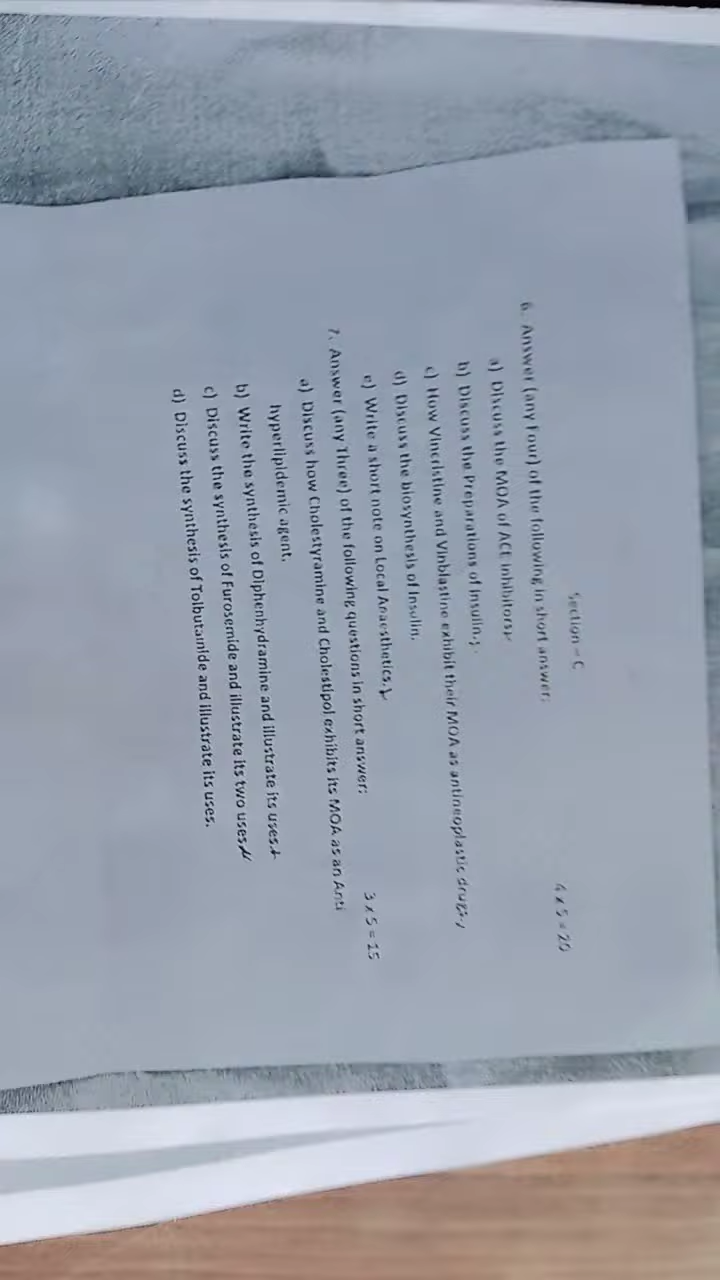 Section – C
6. Answer (any Four) of the following in short answer: 4 x 5 = 20
a) Discuss the MOA of ACE inhibitors
b) Discuss the Preparations of Insulin.
c) How Vincristine and Vinblastine exhibit their MOA as antineoplastic drugs
d) Discuss the biosynthesis of Insulin.
e) Write a short note on Local Anaesthetics.
7. Answer (any Three) of the following questions in short answer: 3 x 5 = 15
a) Discuss how Cholestyramine and Cholestipol exhibits its MOA as an Anti
hyperlipidemic agent.
b) Write the synthesis of Diphenhydramine and illustrate its uses.
c) Discuss the synthesis of Furosemide and illustrate its two uses
d) Discuss the synthesis of Tolbutamide and illustrate its uses.